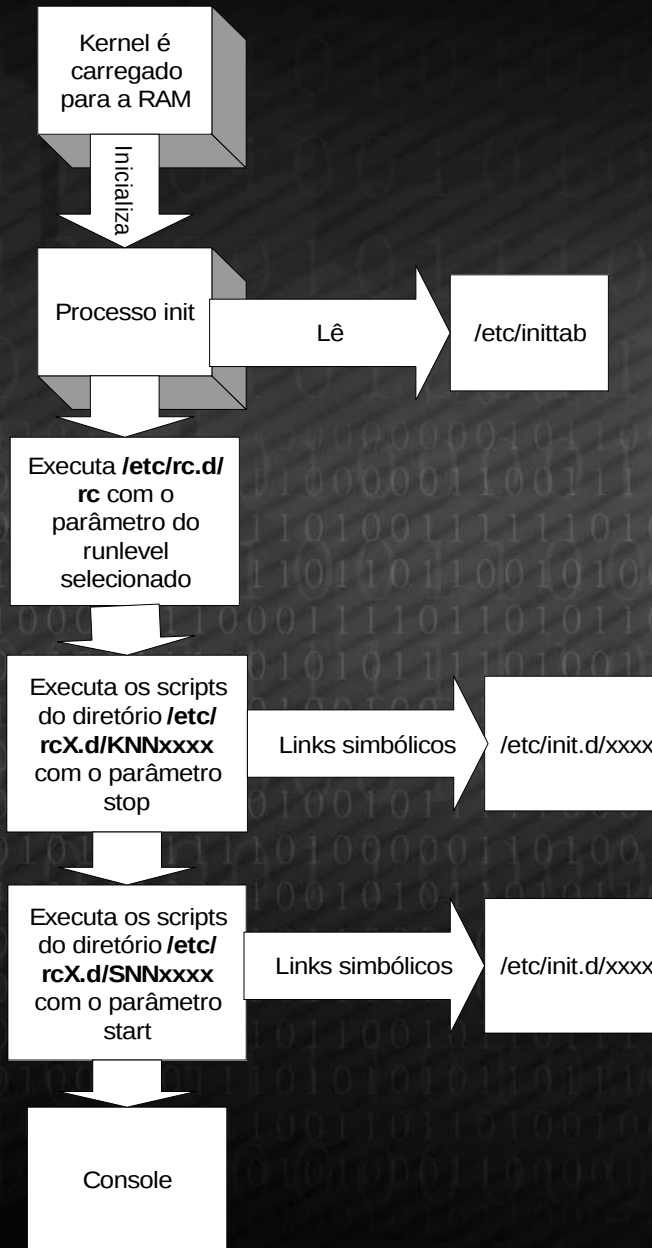 Kernel é
carregado
para a RAM
Inicializa
Processo init
Lê
/etc/inittab
Executa /etc/rc.d/
rc com o
parâmetro do
runlevel
selecionado
Executa os scripts
do diretório /etc/
rcX.d/KNNxxxx
com o parâmetro
stop
Links simbólicos
/etc/init.d/xxxx
Executa os scripts
do diretório /etc/
rcX.d/SNNxxxx
com o parâmetro
start
Links simbólicos
/etc/init.d/xxxx
Console